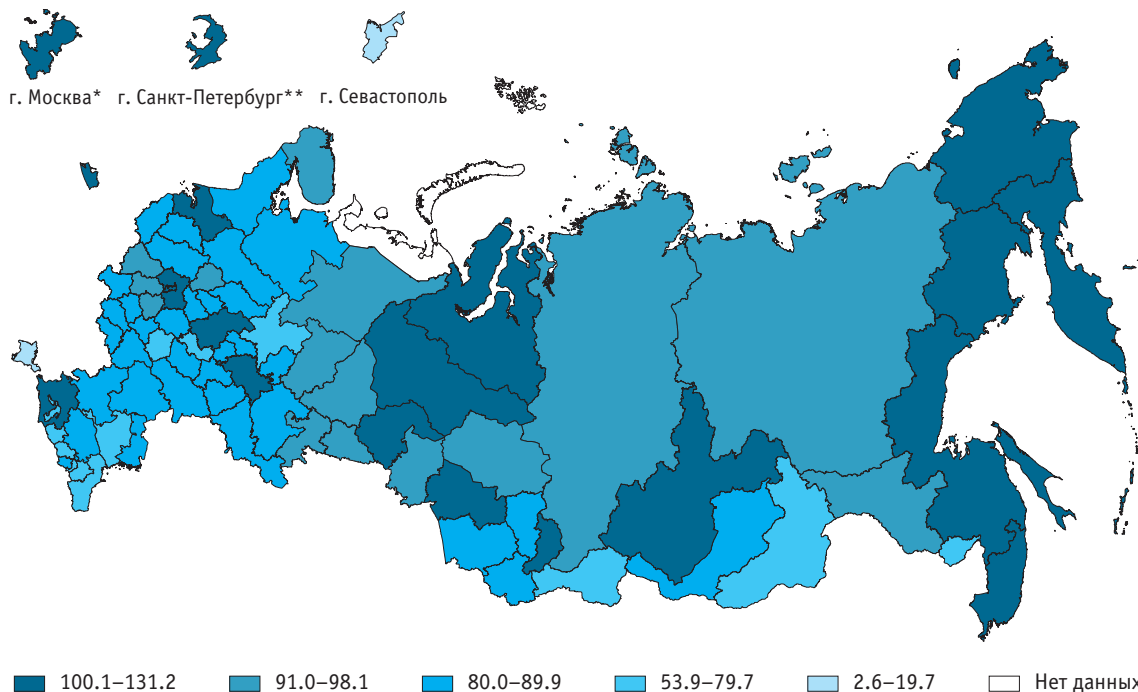 г. Москва* г. Санкт-Петербург** г. Севастополь
100.1–131.2 91.0–98.1 80.0–89.9 53.9–79.7 2.6–19.7 Нет данных